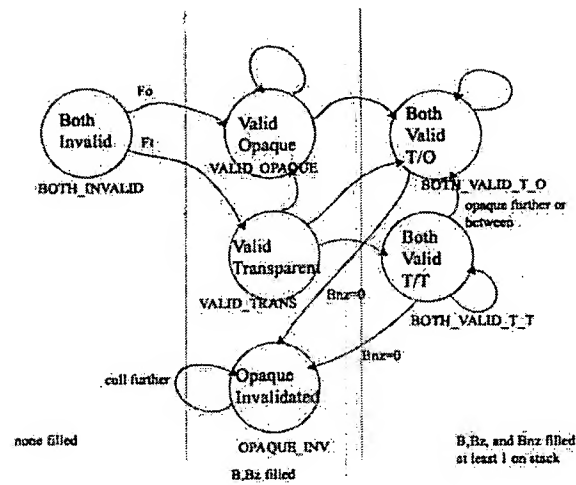 Fo
Both
Invalid
Ft
BOTH_INVALID
Valid
Opaque
VALID_OPAQUE
Both
Valid
T/O
BOTH_VALID_T_O
opaque further or
between
Valid
Transparent
VALID_TRANS
Both
Valid
T/T
BOTH_VALID_T_T
Bnz=0
Bnz=0
cull further
Opaque
Invalidated
OPAQUE_INV
none filled
B,Bz filled
B,Bz, and Bnz filled
at least 1 on stack